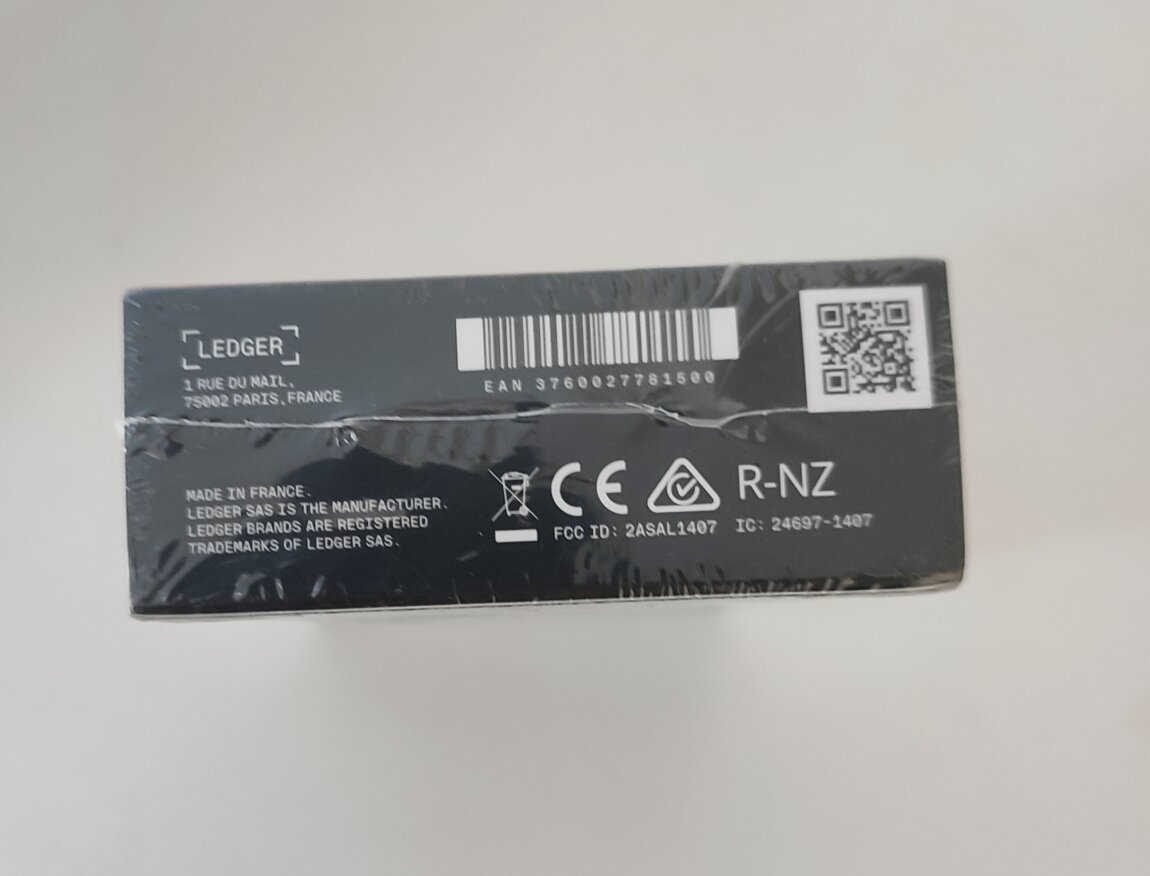 LEDGER
1 RUE DU MAIL,
75002 PARIS, FRANCE
EAN 3760027781500
MADE IN FRANCE.
LEDGER SAS IS THE MANUFACTURER.
LEDGER BRANDS ARE REGISTERED
TRADEMARKS OF LEDGER SAS.
CE R-NZ
FCC ID: 2ASAL1407 IC: 24697-1407